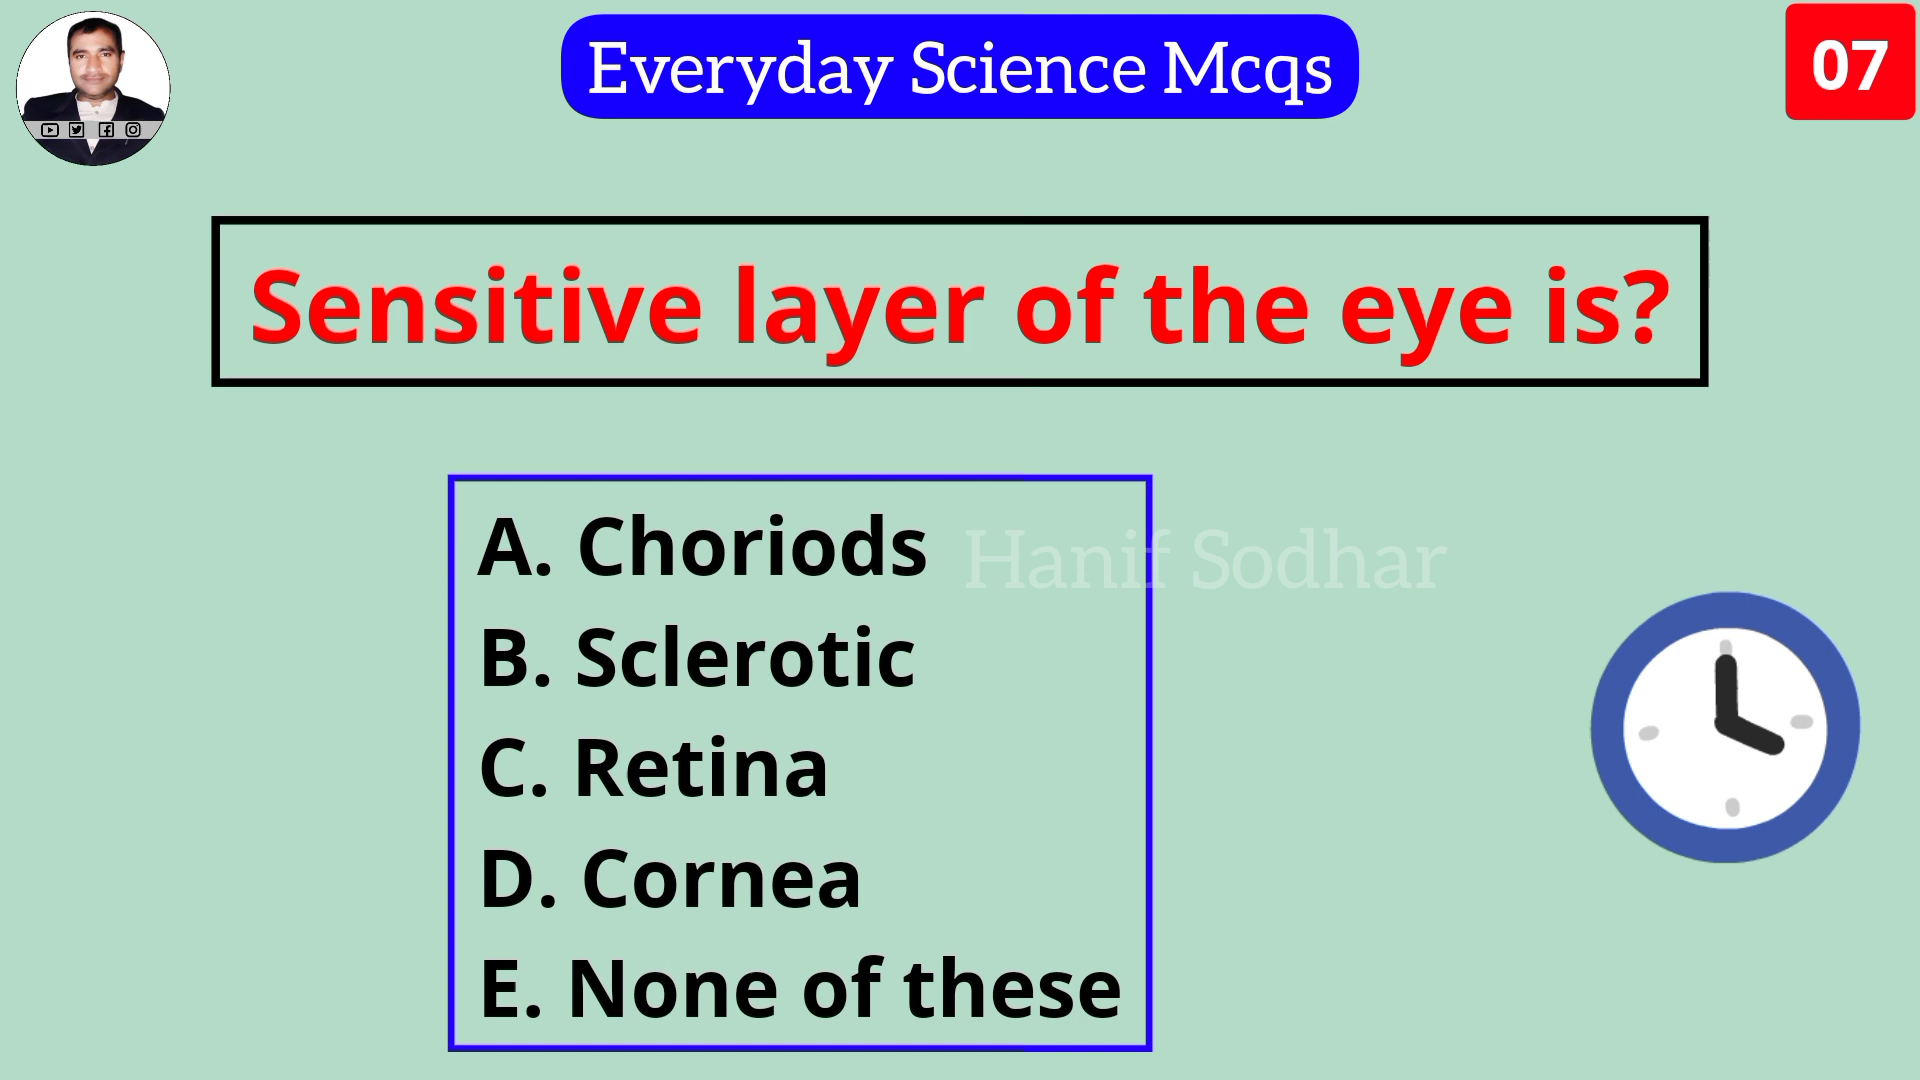 Everyday Science Mcqs
07
Sensitive layer of the eye is?
A. Choriods
Hanif Sodhar
B. Sclerotic
C. Retina
D. Cornea
E. None of these